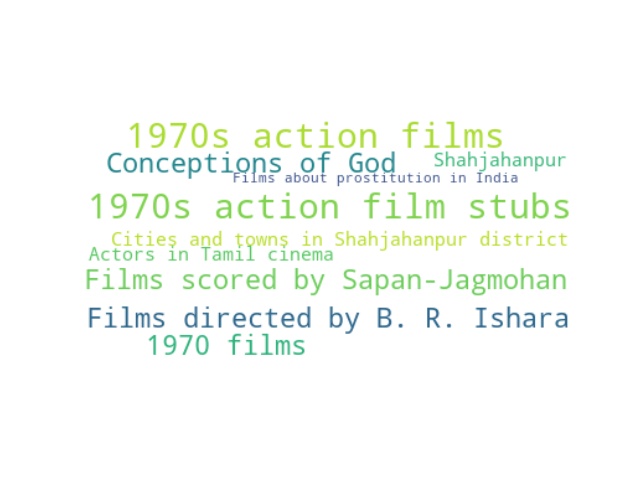 1970s action films
Conceptions of God
Shahjahanpur
Films about prostitution in India
1970s action film stubs
Cities and towns in Shahjahanpur district
Actors in Tamil cinema
Films scored by Sapan-Jagmohan
Films directed by B. R. Ishara
1970 films